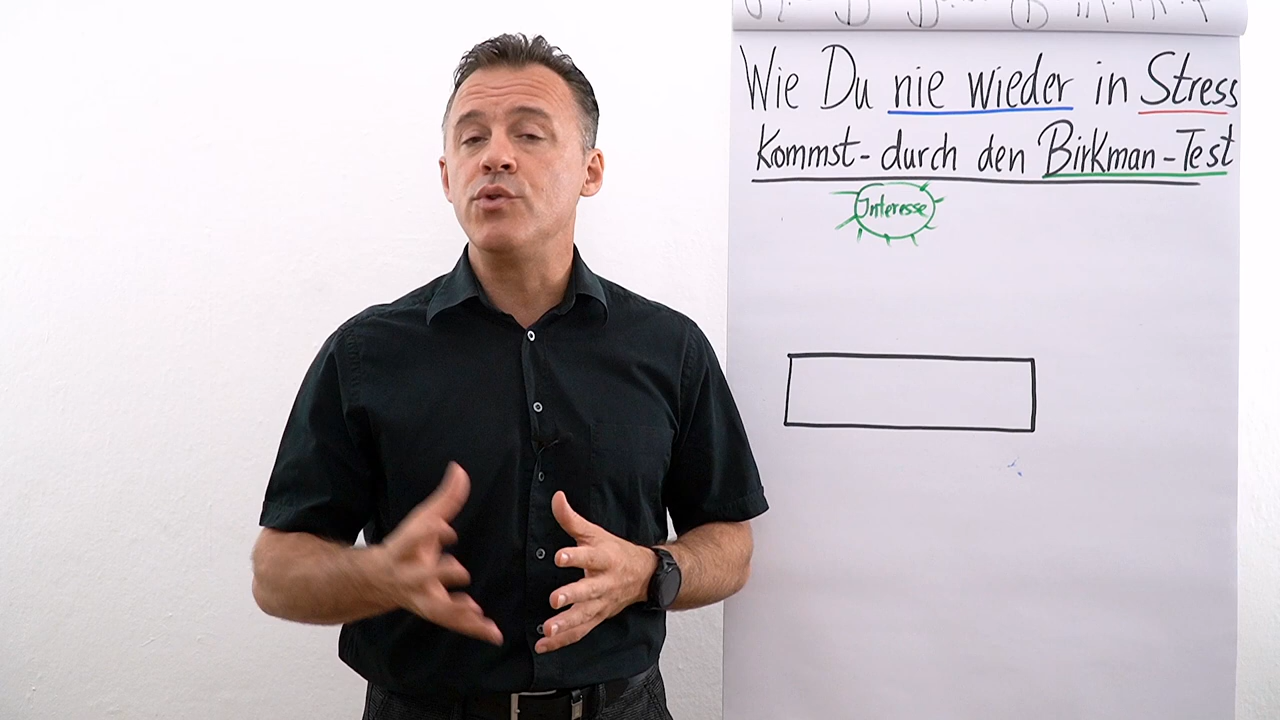 Wie Du nie wieder in Stress
Kommst - durch den Birkman-Test
Interesse